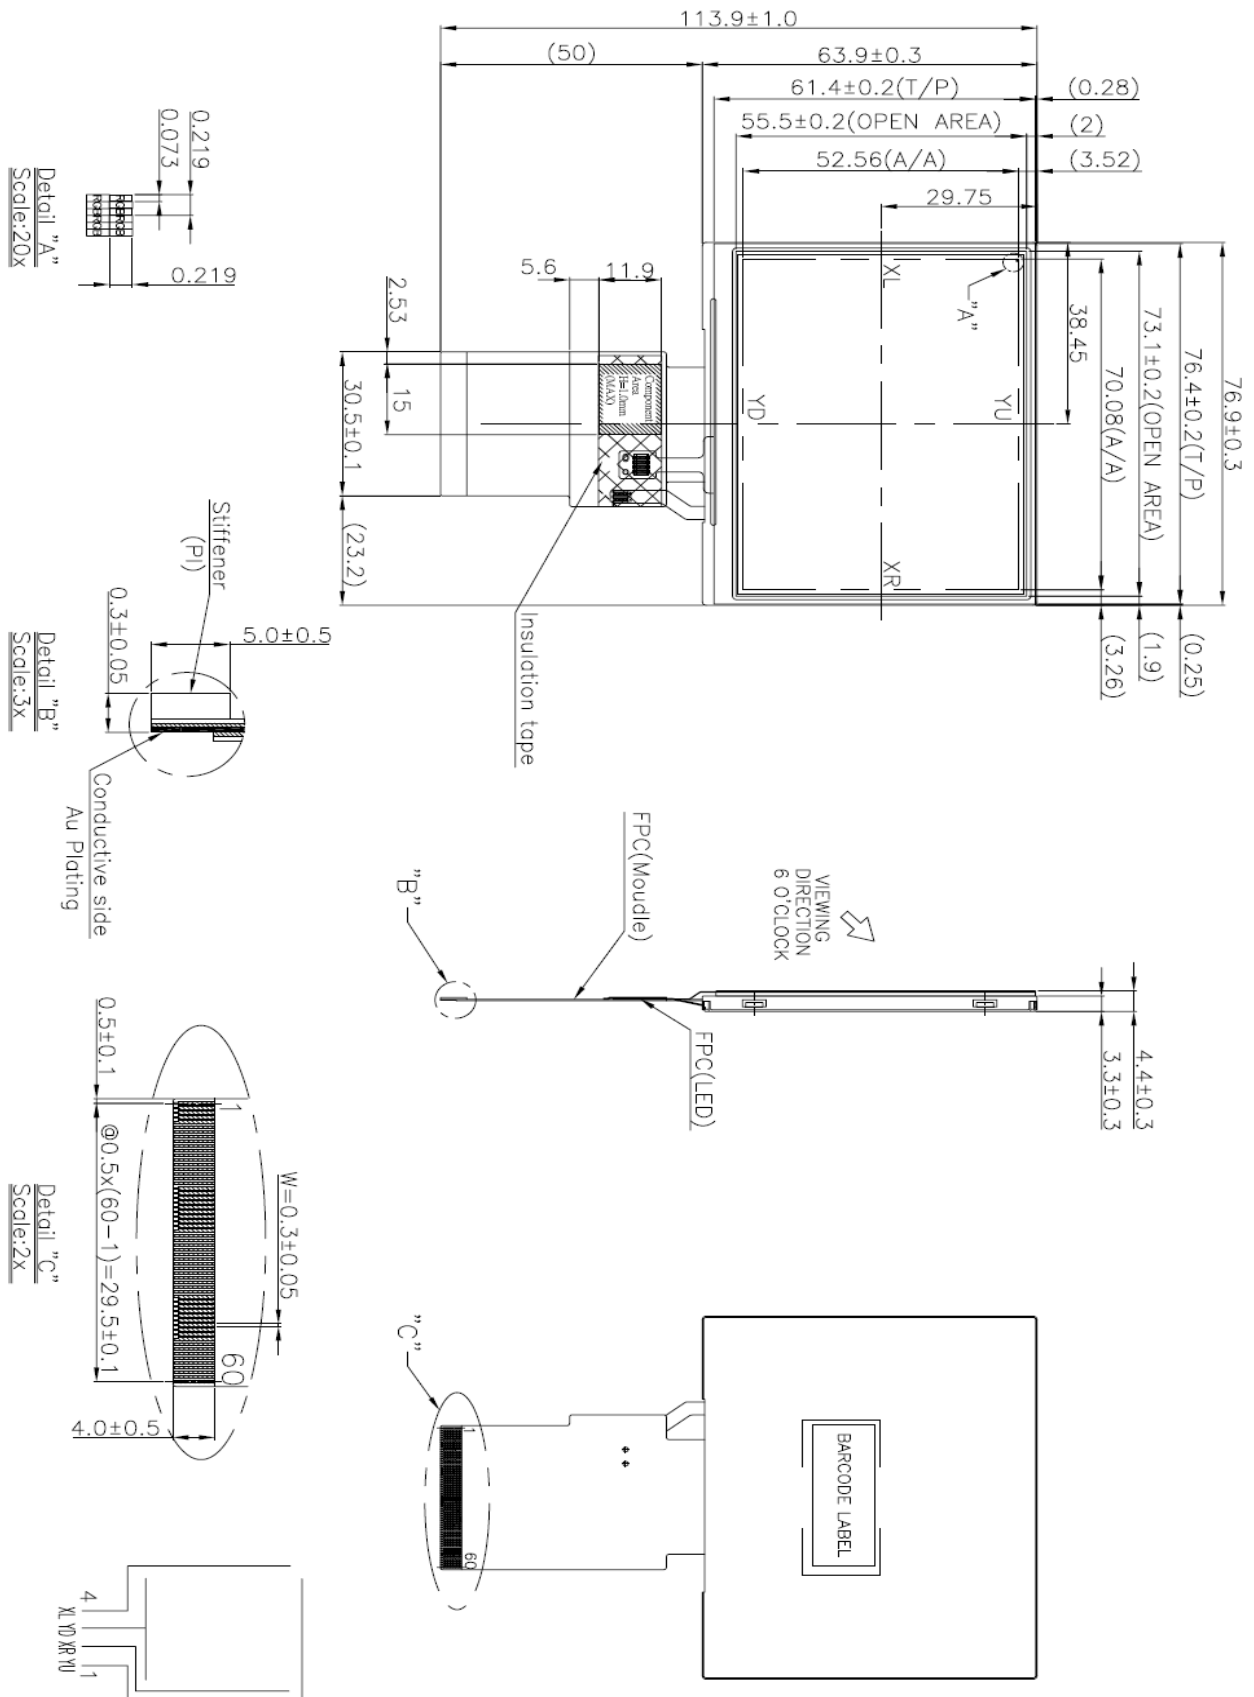 113.9±1.0
(50)
63.9±0.3
61.4±0.2(T/P)
(0.28)
55.5±0.2(OPEN AREA)
(2)
52.56(A/A)
(3.52)
29.75
0.219
0.073
Detail "A"
Scale:20x
RGBRGB
RGBRGB
0.219
5.6
11.9
2.53
XL
"A"
38.45
73.1±0.2(OPEN AREA)
76.4±0.2(T/P)
76.9±0.3
70.08(A/A)
30.5±0.1
15
Component
Area
H=1.0mm
(MAX)
YD
YU
XR
(23.2)
(3.26)
(1.9)
(0.25)
Stiffener
(PI)
Insulation tape
0.3±0.05
5.0±0.5
Detail "B"
Scale:3x
Conductive side
Au Plating
"B"
FPC(Moudle)
VIEWING
DIRECTION
6 O'CLOCK
FPC(LED)
4.4±0.3
3.3±0.3
0.5±0.1
1
@0.5x(60-1)=29.5±0.1
W=0.3±0.05
60
4.0±0.5
Detail "C"
Scale:2x
"C"
1
60
BARCODE LABEL
4
XL YD XR YU
1